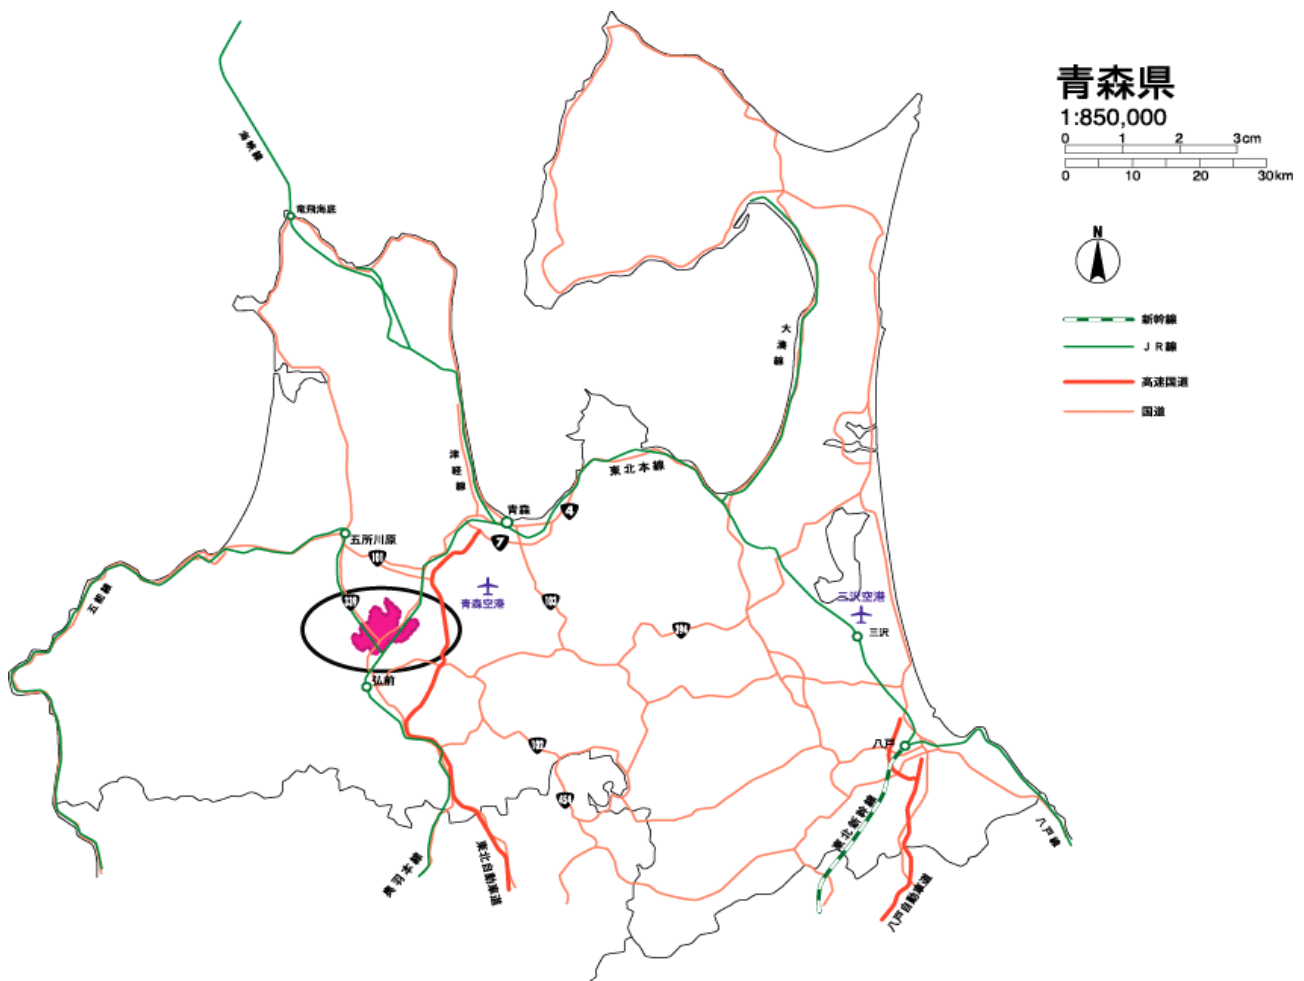 青森県
1:850,000
0 1 2 3cm
0 10 20 30km
N
新幹線
JR線
高速国道
国道
海峡線
竜飛海底
大湊線
津軽線
東北本線
青森
4
7
五所川原
101
339
青森空港
103
394
三沢空港
三沢
五能線
弘前
102
454
八戸
東北新幹線
八戸線
奥羽本線
東北自動車道
八戸自動車道